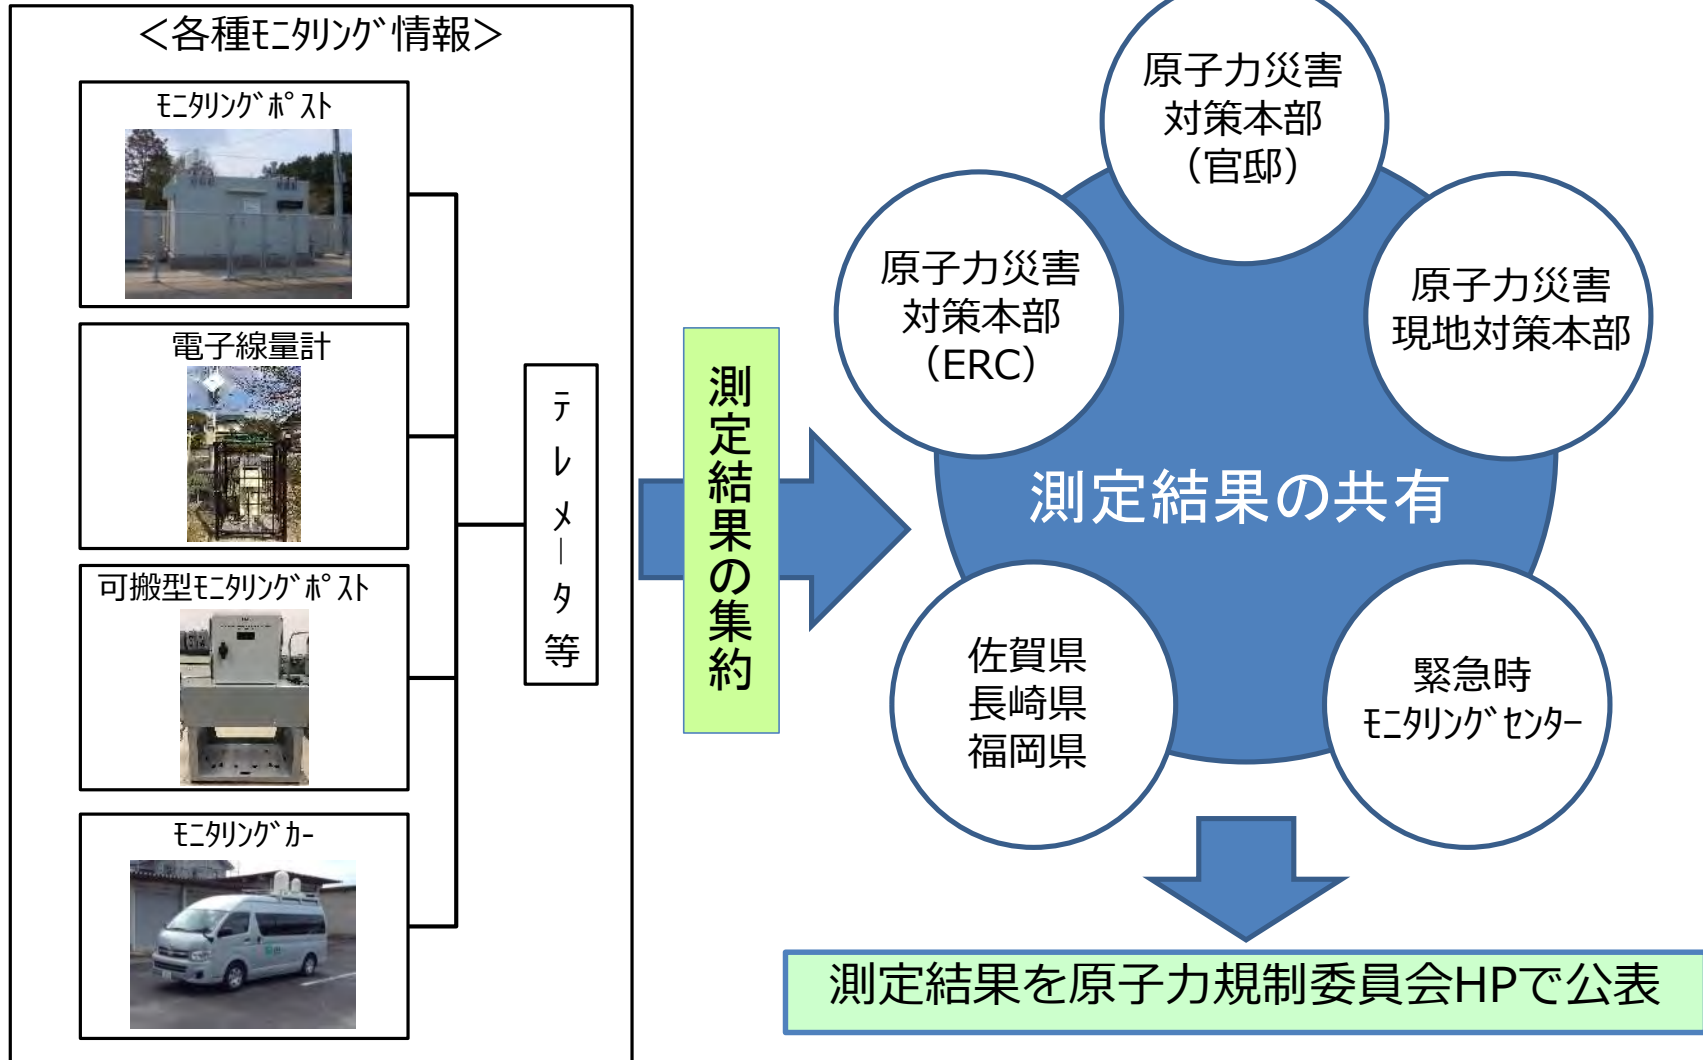 ＜各種ﾓﾆﾀﾘﾝｸﾞ情報＞
ﾓﾆﾀﾘﾝｸﾞﾎﾟｽﾄ
電子線量計
可搬型ﾓﾆﾀﾘﾝｸﾞﾎﾟｽﾄ
ﾓﾆﾀﾘﾝｸﾞｶｰ
テレメータ等
測定結果の集約
原子力災害
対策本部
（官邸）
原子力災害
対策本部
（ERC）
原子力災害
現地対策本部
測定結果の共有
佐賀県
長崎県
福岡県
緊急時
ﾓﾆﾀﾘﾝｸﾞｾﾝﾀｰ
測定結果を原子力規制委員会HPで公表